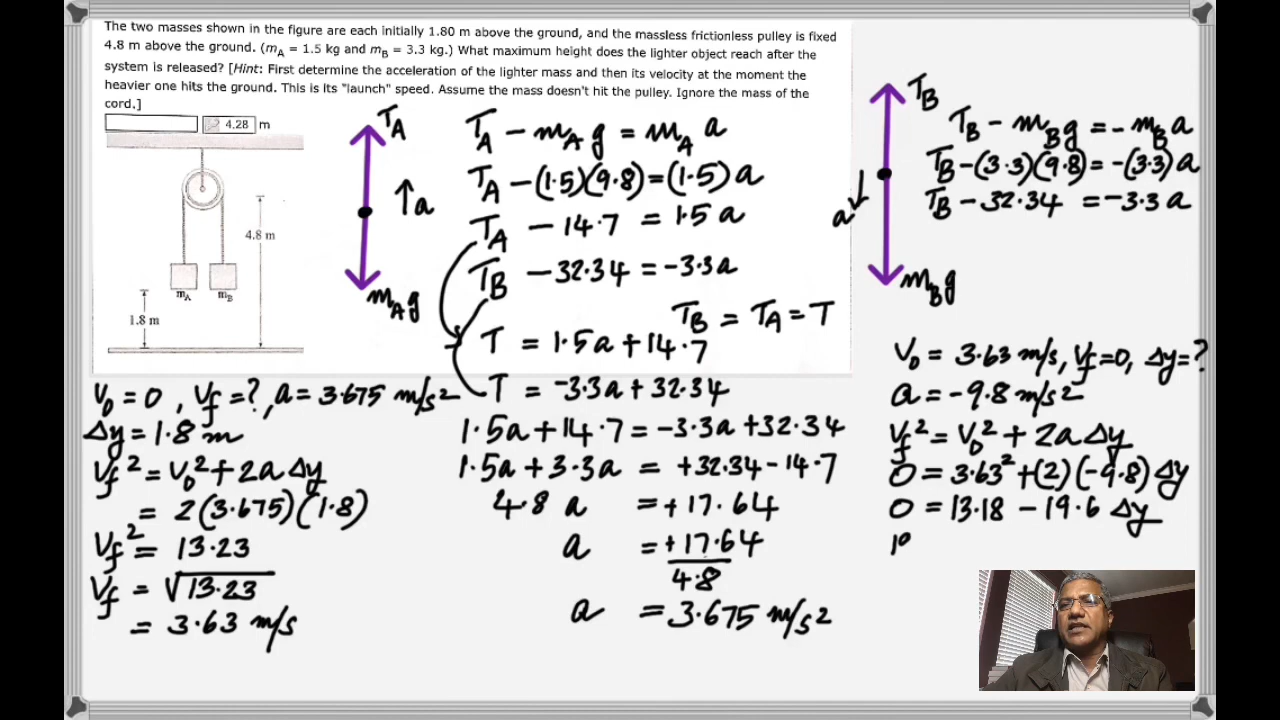 The two masses shown in the figure are each initially 1.80 m above the ground, and the massless frictionless pulley is fixed
4.8 m above the ground. (mA = 1.5 kg and mB = 3.3 kg.) What maximum height does the lighter object reach after the
system is released? [Hint: First determine the acceleration of the lighter mass and then its velocity at the moment the
heavier one hits the ground. This is its "launch" speed. Assume the mass doesn't hit the pulley. Ignore the mass of the
cord.]
4.28 m
4.8 m
mA mB
1.8 m
TA
↑a
mAg
TA - mAg = mA a
TA - (1.5)(9.8) = (1.5) a
TA - 14.7 = 1.5 a
TB - 32.34 = -3.3a
TB = TA = T
T = 1.5a + 14.7
T = -3.3a + 32.34
1.5a + 14.7 = -3.3a + 32.34
1.5a + 3.3a = +32.34 - 14.7
4.8 a = +17.64
a = +17.64
4.8
a = 3.675 m/s2
TB
a
mBg
TB - mBg = -mBa
TB - (3.3)(9.8) = -(3.3) a
TB - 32.34 = -3.3 a
V0 = 0, Vf = ?, a = 3.675 m/s2
Δy = 1.8 m
Vf2 = V02 + 2a Δy
= 2(3.675)(1.8)
Vf2 = 13.23
Vf = √13.23
= 3.63 m/s
V0 = 3.63 m/s, Vf = 0, Δy = ?
a = -9.8 m/s2
Vf2 = V02 + 2a Δy
0 = 3.632 + (2)(-9.8) Δy
0 = 13.18 - 19.6 Δy